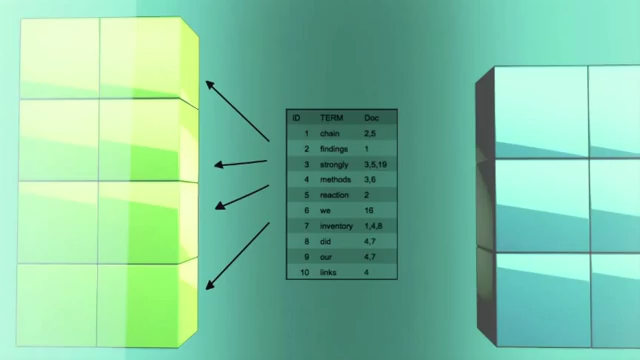 ID TERM Doc
1 chain 2,5
2 findings 1
3 strongly 3,5,19
4 methods 3,6
5 reaction 2
6 we 16
7 inventory 1,4,8
8 did 4,7
9 our 4,7
10 links 4